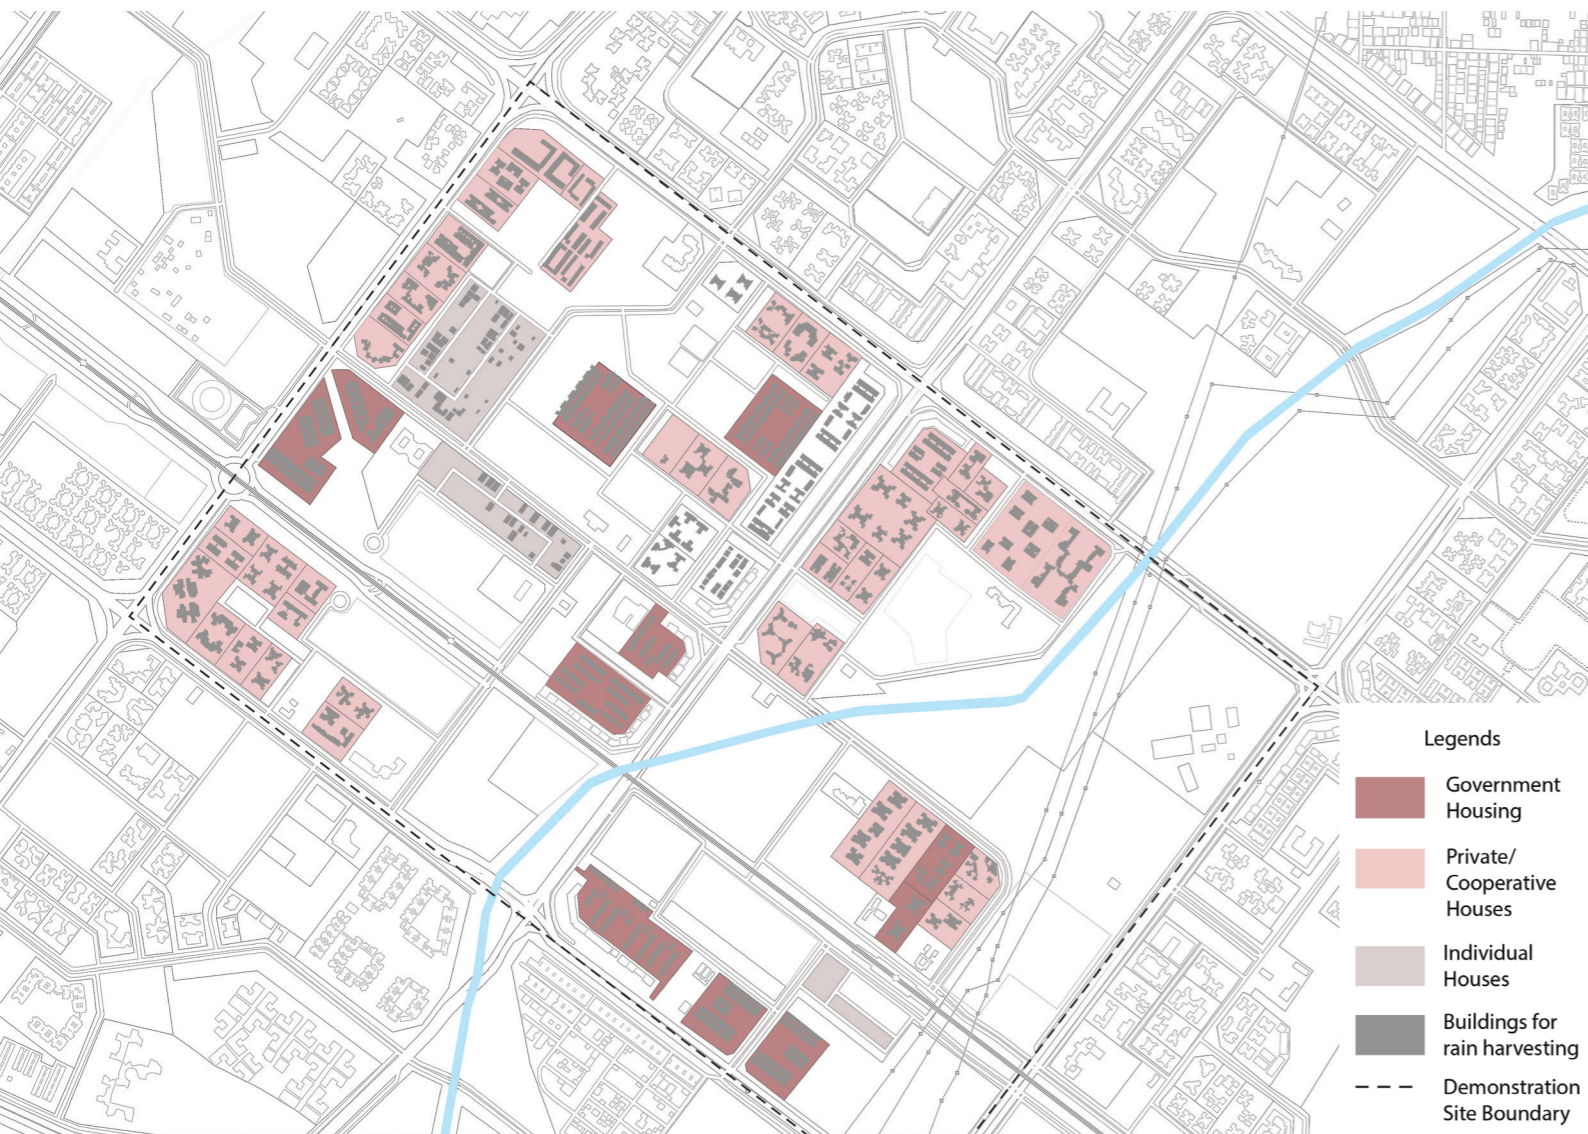 Legends
Government
Housing
Private/
Cooperative
Houses
Individual
Houses
Buildings for
rain harvesting
Demonstration
Site Boundary